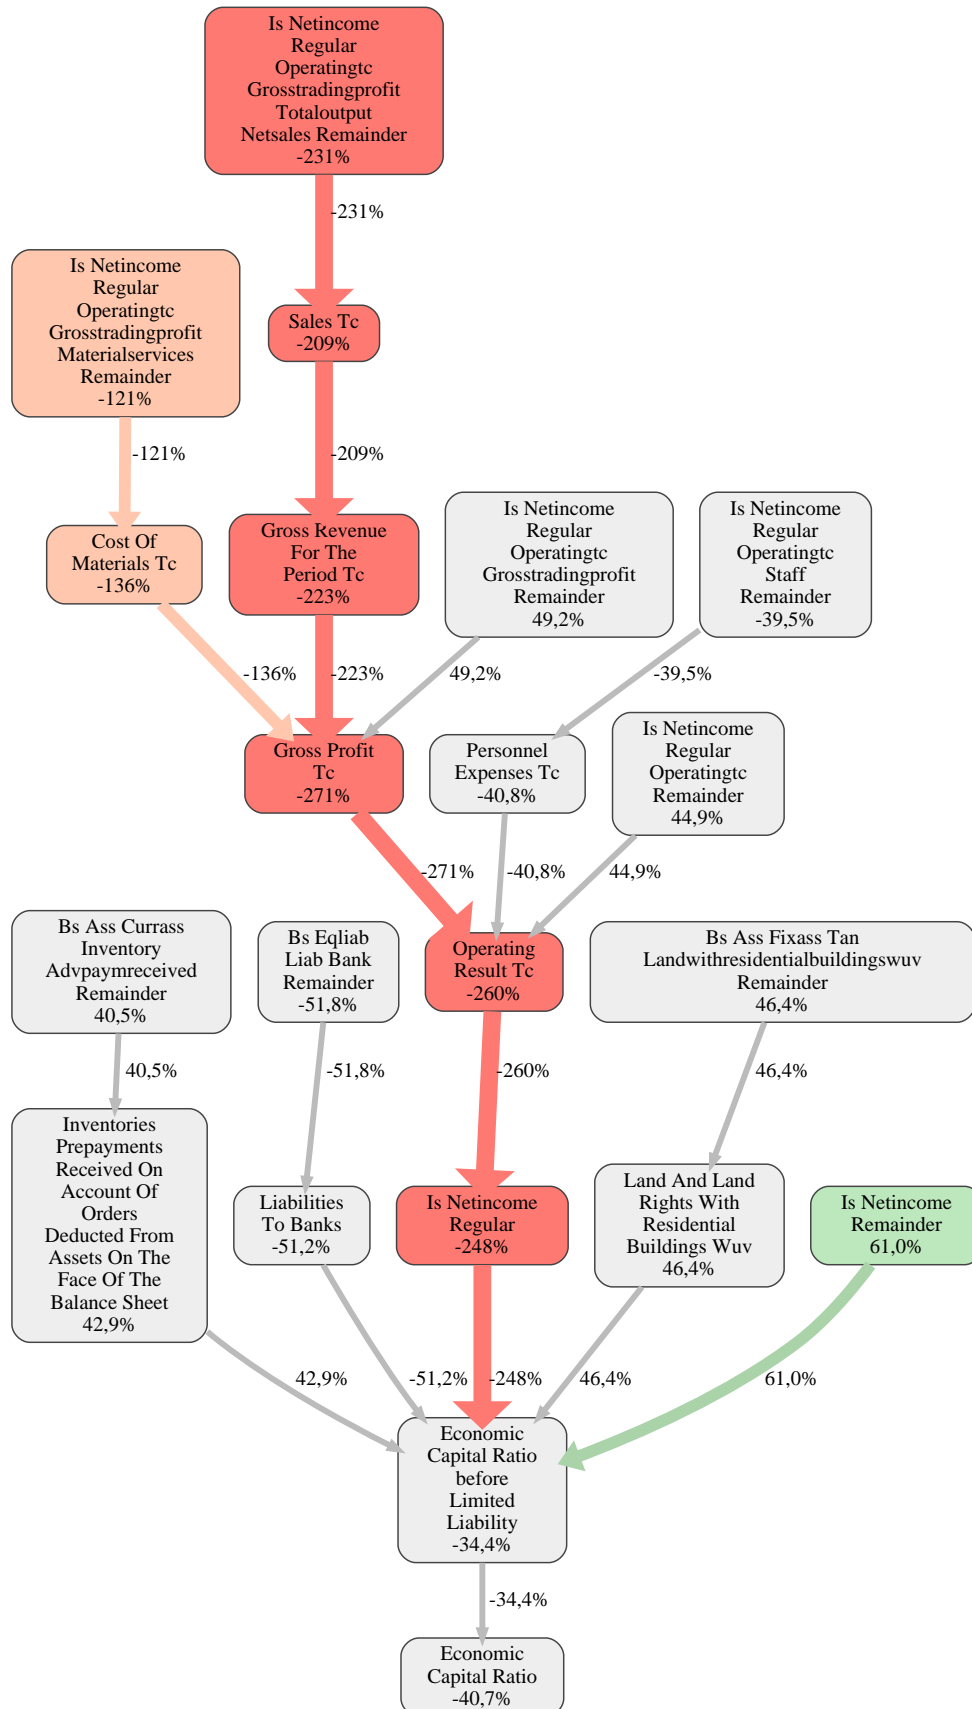 Is Netincome
Regular
Operatingtc
Grosstradingprofit
Totaloutput
Netsales Remainder
-231%
-231%
Is Netincome
Regular
Operatingtc
Grosstradingprofit
Materialservices
Remainder
-121%
Sales Tc
-209%
-121%
-209%
Cost Of
Materials Tc
-136%
Gross Revenue
For The
Period Tc
-223%
Is Netincome
Regular
Operatingtc
Grosstradingprofit
Remainder
49,2%
Is Netincome
Regular
Operatingtc
Staff
Remainder
-39,5%
-136%
-223%
49,2%
-39,5%
Gross Profit
Tc
-271%
Personnel
Expenses Tc
-40,8%
Is Netincome
Regular
Operatingtc
Remainder
44,9%
-271%
-40,8%
44,9%
Bs Ass Currass
Inventory
Advpaymreceived
Remainder
40,5%
Bs Eqliab
Liab Bank
Remainder
-51,8%
Operating
Result Tc
-260%
Bs Ass Fixass Tan
Landwithresidentialbuildingswuv
Remainder
46,4%
40,5%
-51,8%
-260%
46,4%
Inventories
Prepayments
Received On
Account Of
Orders
Deducted From
Assets On The
Face Of The
Balance Sheet
42,9%
Liabilities
To Banks
-51,2%
Is Netincome
Regular
-248%
Land And Land
Rights With
Residential
Buildings Wuv
46,4%
Is Netincome
Remainder
61,0%
42,9%
-51,2%
-248%
46,4%
61,0%
Economic
Capital Ratio
before
Limited
Liability
-34,4%
-34,4%
Economic
Capital Ratio
-40,7%